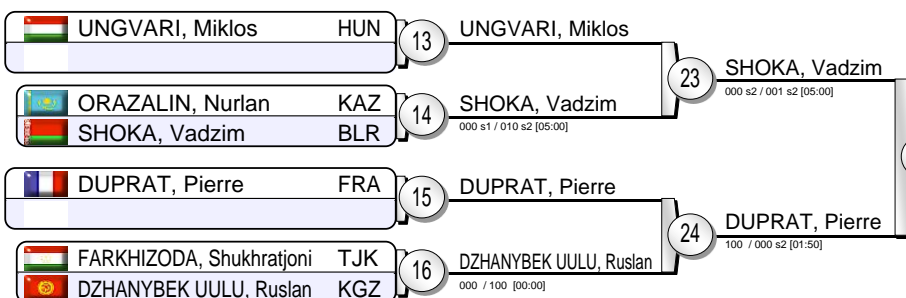 UNGVARI, Miklos HUN
13
UNGVARI, Miklos
ORAZALIN, Nurlan KAZ
SHOKA, Vadzim BLR
14
SHOKA, Vadzim
000 s1 / 010 s2 [05:00]
23
SHOKA, Vadzim
000 s2 / 001 s2 [05:00]
DUPRAT, Pierre FRA
15
DUPRAT, Pierre
FARKHIZODA, Shukhratjoni TJK
DZHANYBEK UULU, Ruslan KGZ
16
DZHANYBEK UULU, Ruslan
000 / 100 [00:00]
24
DUPRAT, Pierre
100 / 000 s2 [01:50]